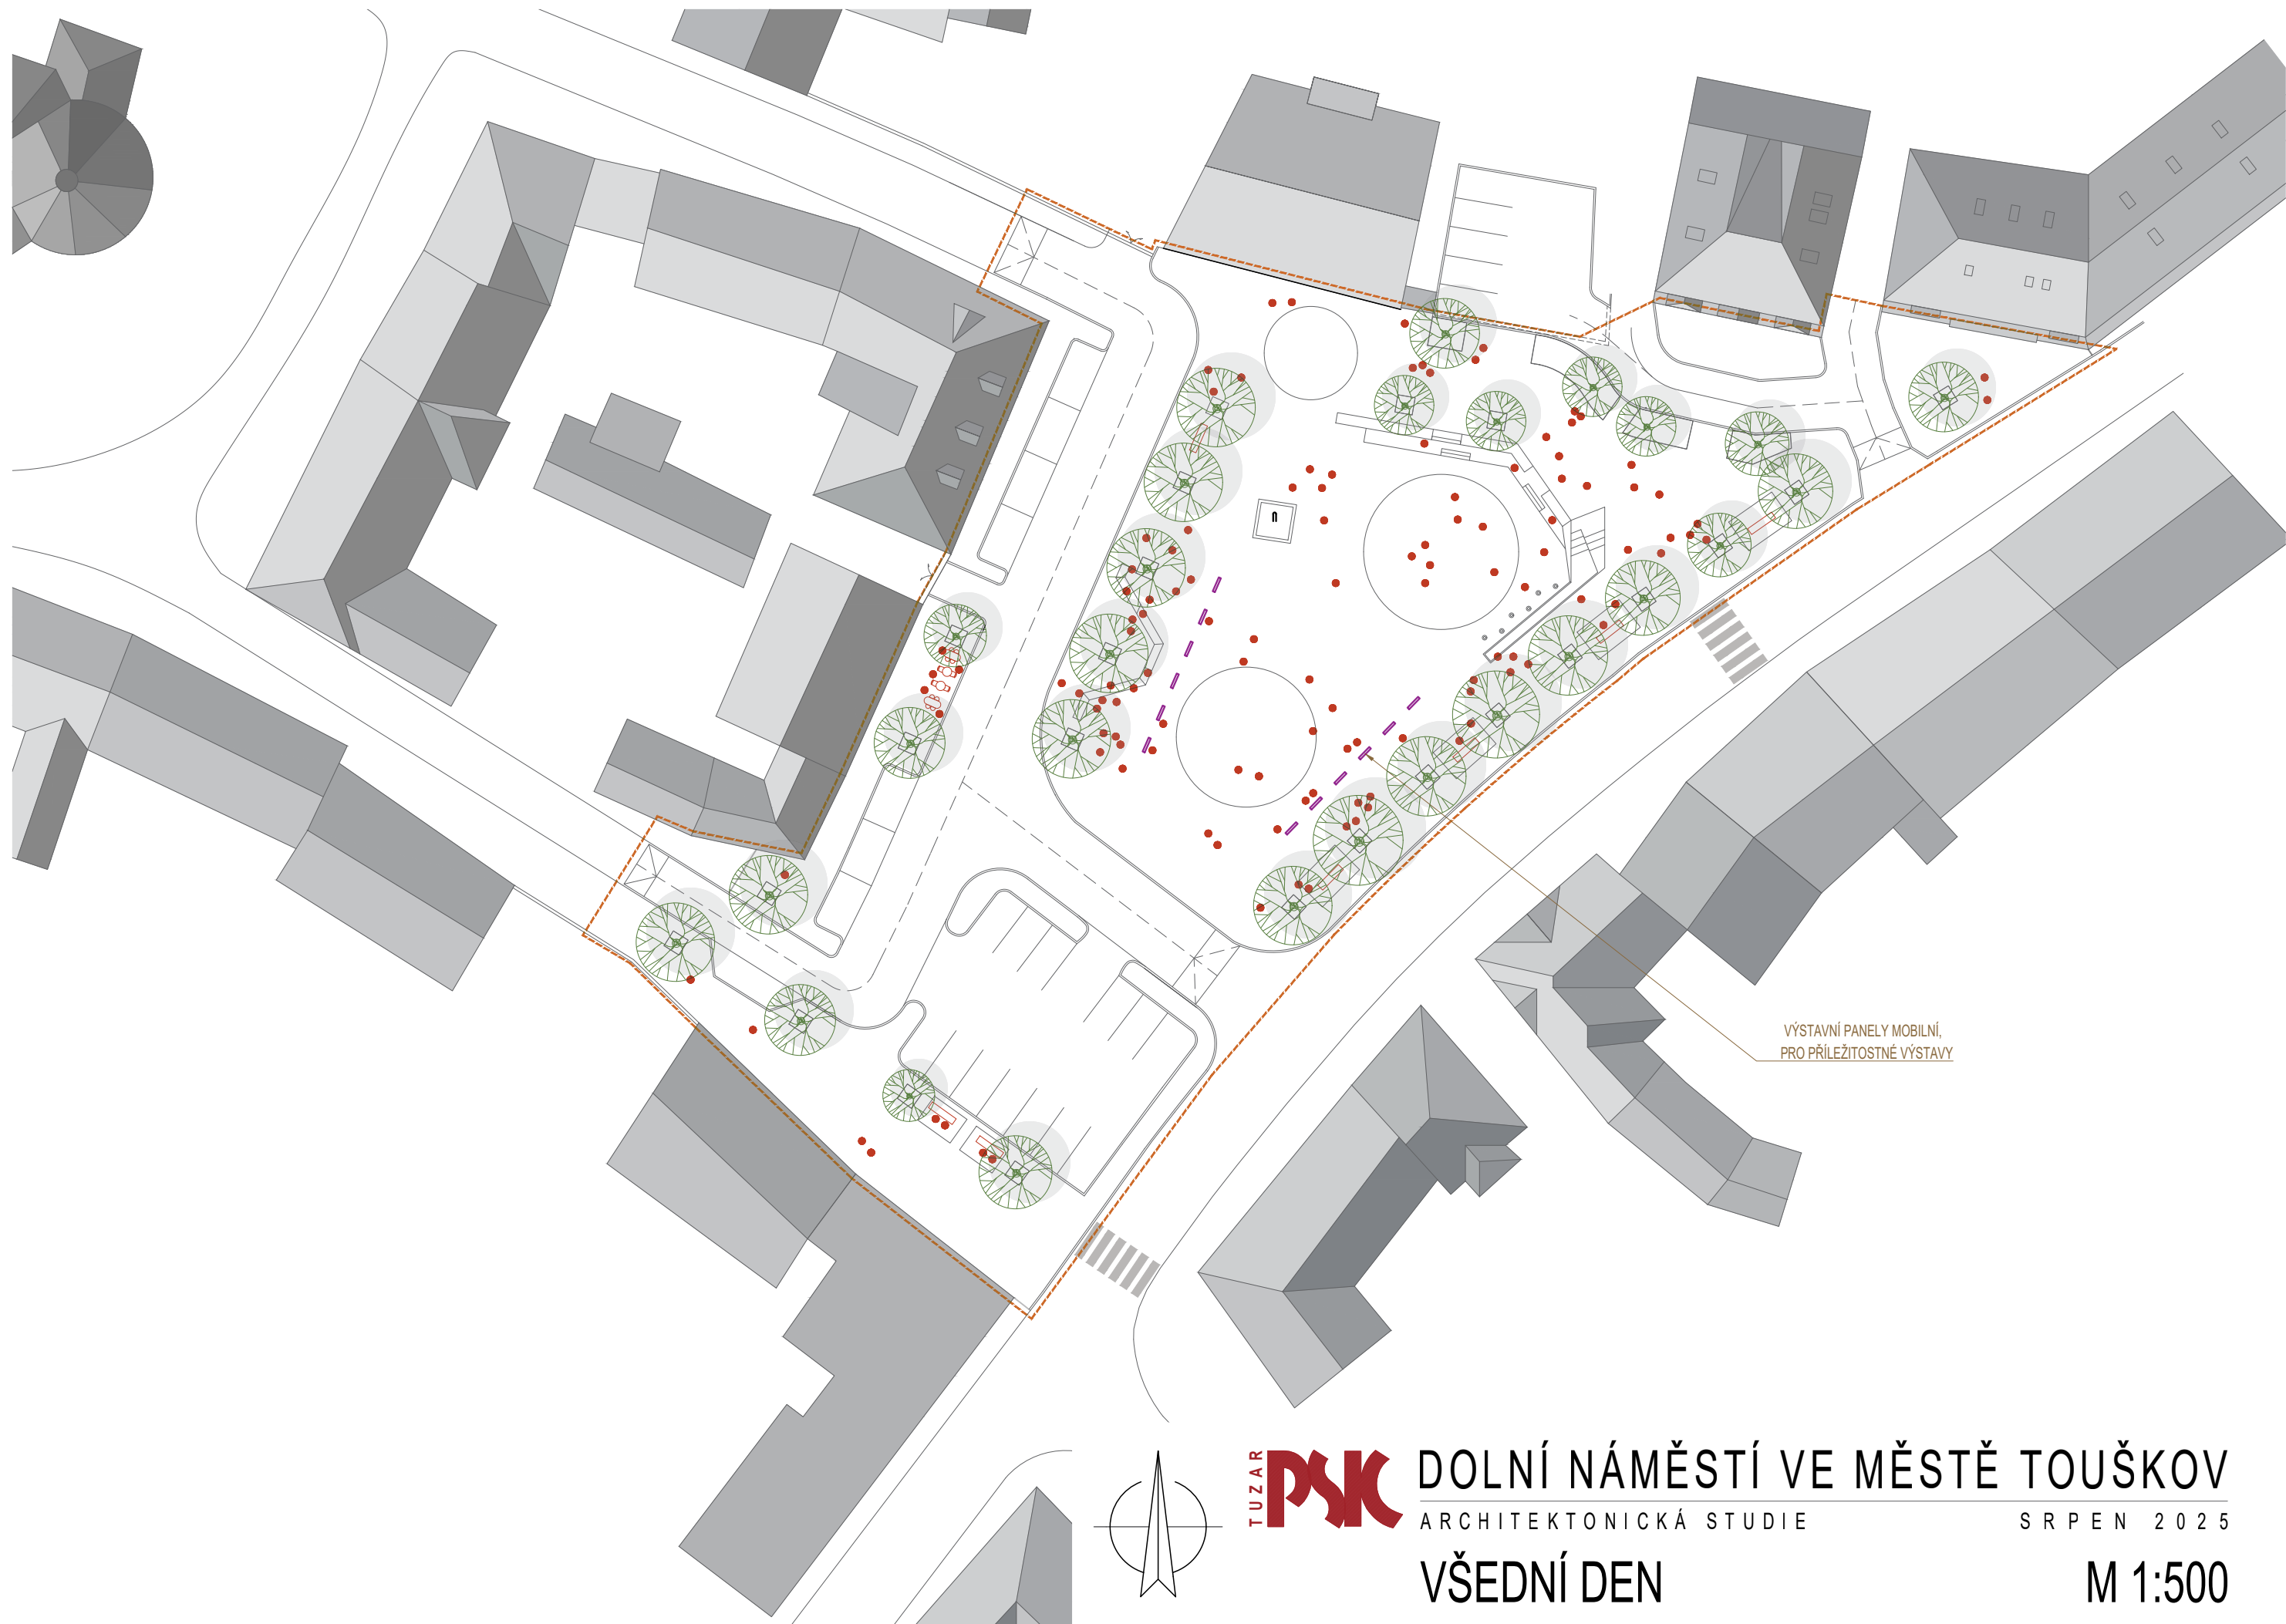 VÝSTAVNÍ PANELY MOBILNÍ,
PRO PŘÍLEŽITOSTNÉ VÝSTAVY
TUZAR
PSK
DOLNÍ NÁMĚSTÍ VE MĚSTĚ TOUŠKOV
ARCHITEKTONICKÁ STUDIE SRPEN 2025
VŠEDNÍ DEN M 1:500